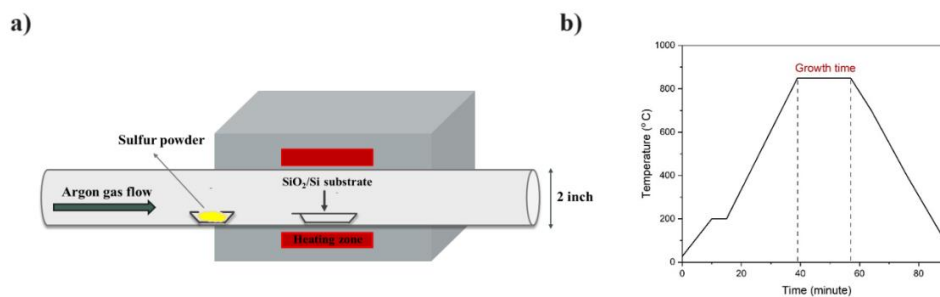 a)
Sulfur powder
Argon gas flow
SiO₂/Si substrate
2 inch
Heating zone
b)
1000
800
600
400
200
0
Temperature (° C)
Growth time
0 20 40 60 80
Time (minute)